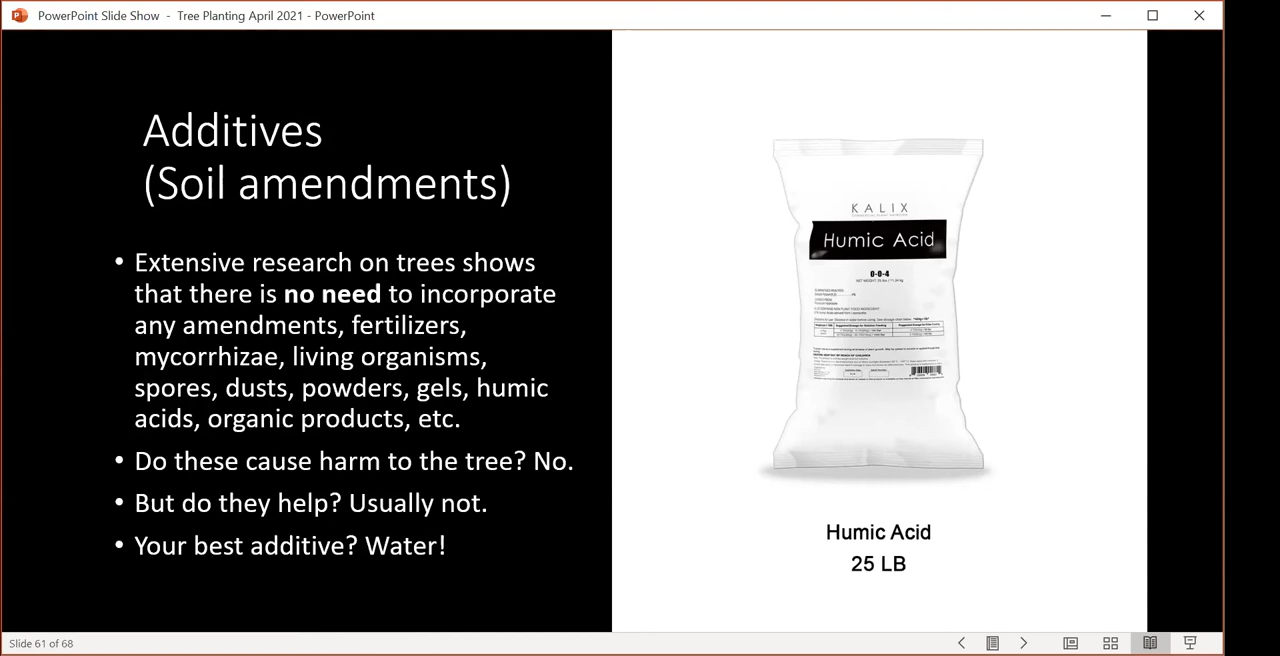 PowerPoint Slide Show - Tree Planting April 2021 - PowerPoint
Additives
(Soil amendments)
• Extensive research on trees shows
that there is no need to incorporate
any amendments, fertilizers,
mycorrhizae, living organisms,
spores, dusts, powders, gels, humic
acids, organic products, etc.
• Do these cause harm to the tree? No.
• But do they help? Usually not.
• Your best additive? Water!
KALIX
Humic Acid
0-0-4
Humic Acid
25 LB
Slide 61 of 68